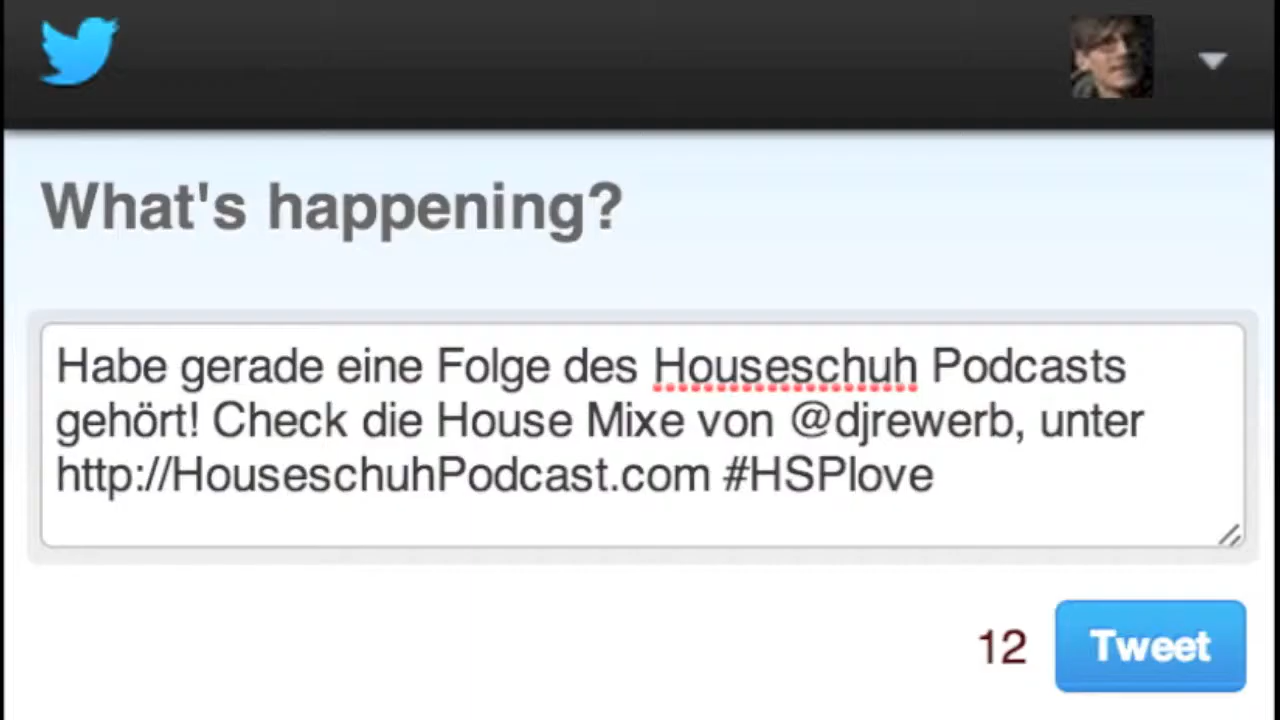 What's happening?
Habe gerade eine Folge des Houseschuh Podcasts
gehört! Check die House Mixe von @djrewerb, unter
http://HouseschuhPodcast.com #HSPlove
12
Tweet